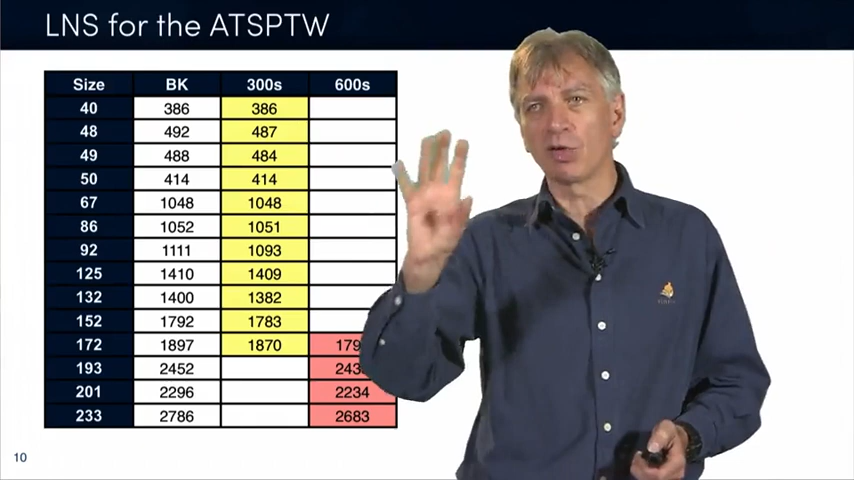 LNS for the ATSPTW
Size BK 300s 600s
40 386 386
48 492 487
49 488 484
50 414 414
67 1048 1048
86 1052 1051
92 1111 1093
125 1410 1409
132 1400 1382
152 1792 1783
172 1897 1870
193 2452
201 2296 2234
233 2786 2683
10